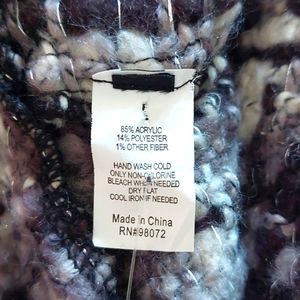 85% ACRYLIC
14% POLYESTER
1% OTHER FIBER
HAND WASH COLD
ONLY NON-CHLORINE
BLEACH WHEN NEEDED
DRY FLAT
COOL IRON IF NEEDED
Made in China
RN#98072